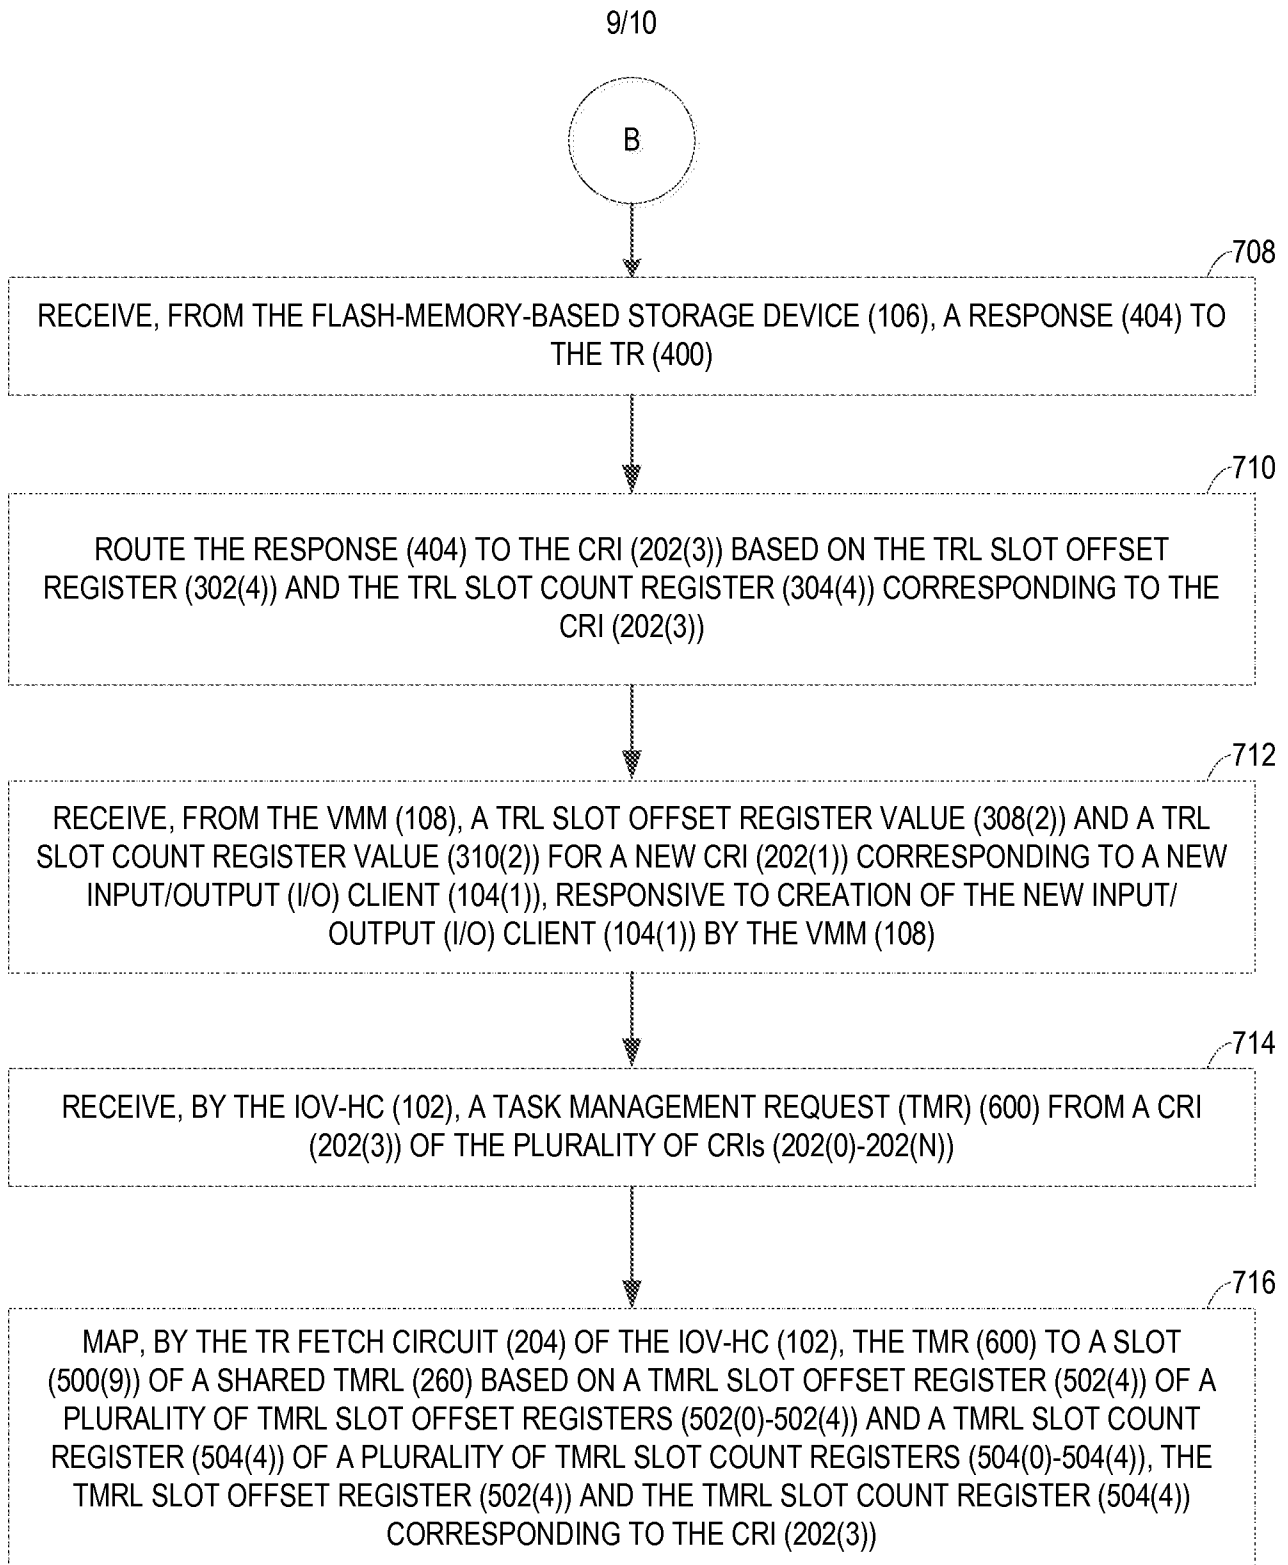 9/10
B
708
RECEIVE, FROM THE FLASH-MEMORY-BASED STORAGE DEVICE (106), A RESPONSE (404) TO
THE TR (400)
710
ROUTE THE RESPONSE (404) TO THE CRI (202(3)) BASED ON THE TRL SLOT OFFSET
REGISTER (302(4)) AND THE TRL SLOT COUNT REGISTER (304(4)) CORRESPONDING TO THE
CRI (202(3))
712
RECEIVE, FROM THE VMM (108), A TRL SLOT OFFSET REGISTER VALUE (308(2)) AND A TRL
SLOT COUNT REGISTER VALUE (310(2)) FOR A NEW CRI (202(1)) CORRESPONDING TO A NEW
INPUT/OUTPUT (I/O) CLIENT (104(1)), RESPONSIVE TO CREATION OF THE NEW INPUT/
OUTPUT (I/O) CLIENT (104(1)) BY THE VMM (108)
714
RECEIVE, BY THE IOV-HC (102), A TASK MANAGEMENT REQUEST (TMR) (600) FROM A CRI
(202(3)) OF THE PLURALITY OF CRIs (202(0)-202(N))
716
MAP, BY THE TR FETCH CIRCUIT (204) OF THE IOV-HC (102), THE TMR (600) TO A SLOT
(500(9)) OF A SHARED TMRL (260) BASED ON A TMRL SLOT OFFSET REGISTER (502(4)) OF A
PLURALITY OF TMRL SLOT OFFSET REGISTERS (502(0)-502(4)) AND A TMRL SLOT COUNT
REGISTER (504(4)) OF A PLURALITY OF TMRL SLOT COUNT REGISTERS (504(0)-504(4)), THE
TMRL SLOT OFFSET REGISTER (502(4)) AND THE TMRL SLOT COUNT REGISTER (504(4))
CORRESPONDING TO THE CRI (202(3))